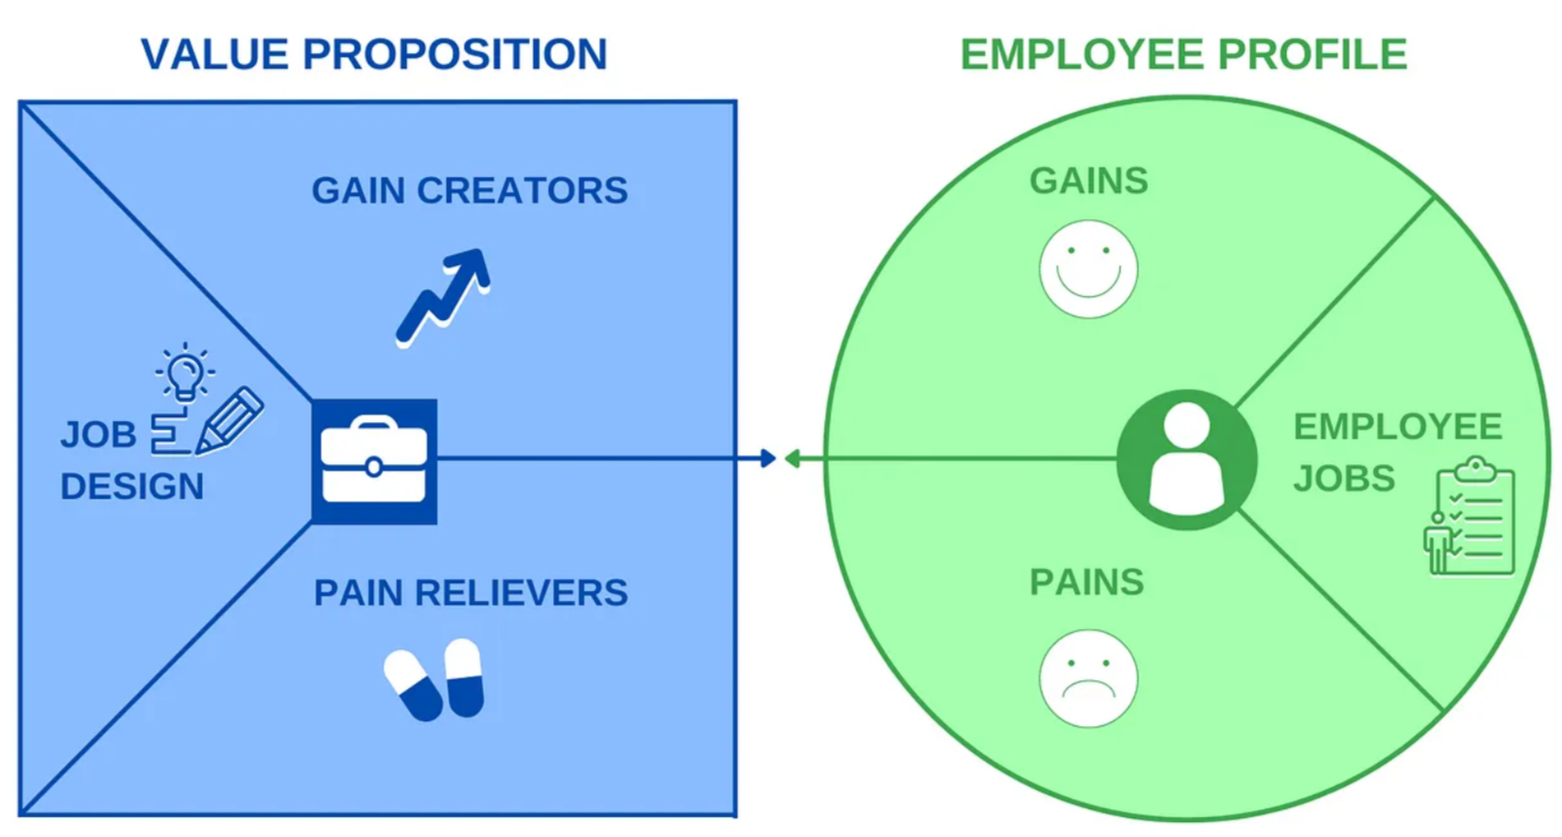 VALUE PROPOSITION
GAIN CREATORS
JOB
DESIGN
PAIN RELIEVERS
EMPLOYEE PROFILE
GAINS
EMPLOYEE
JOBS
PAINS